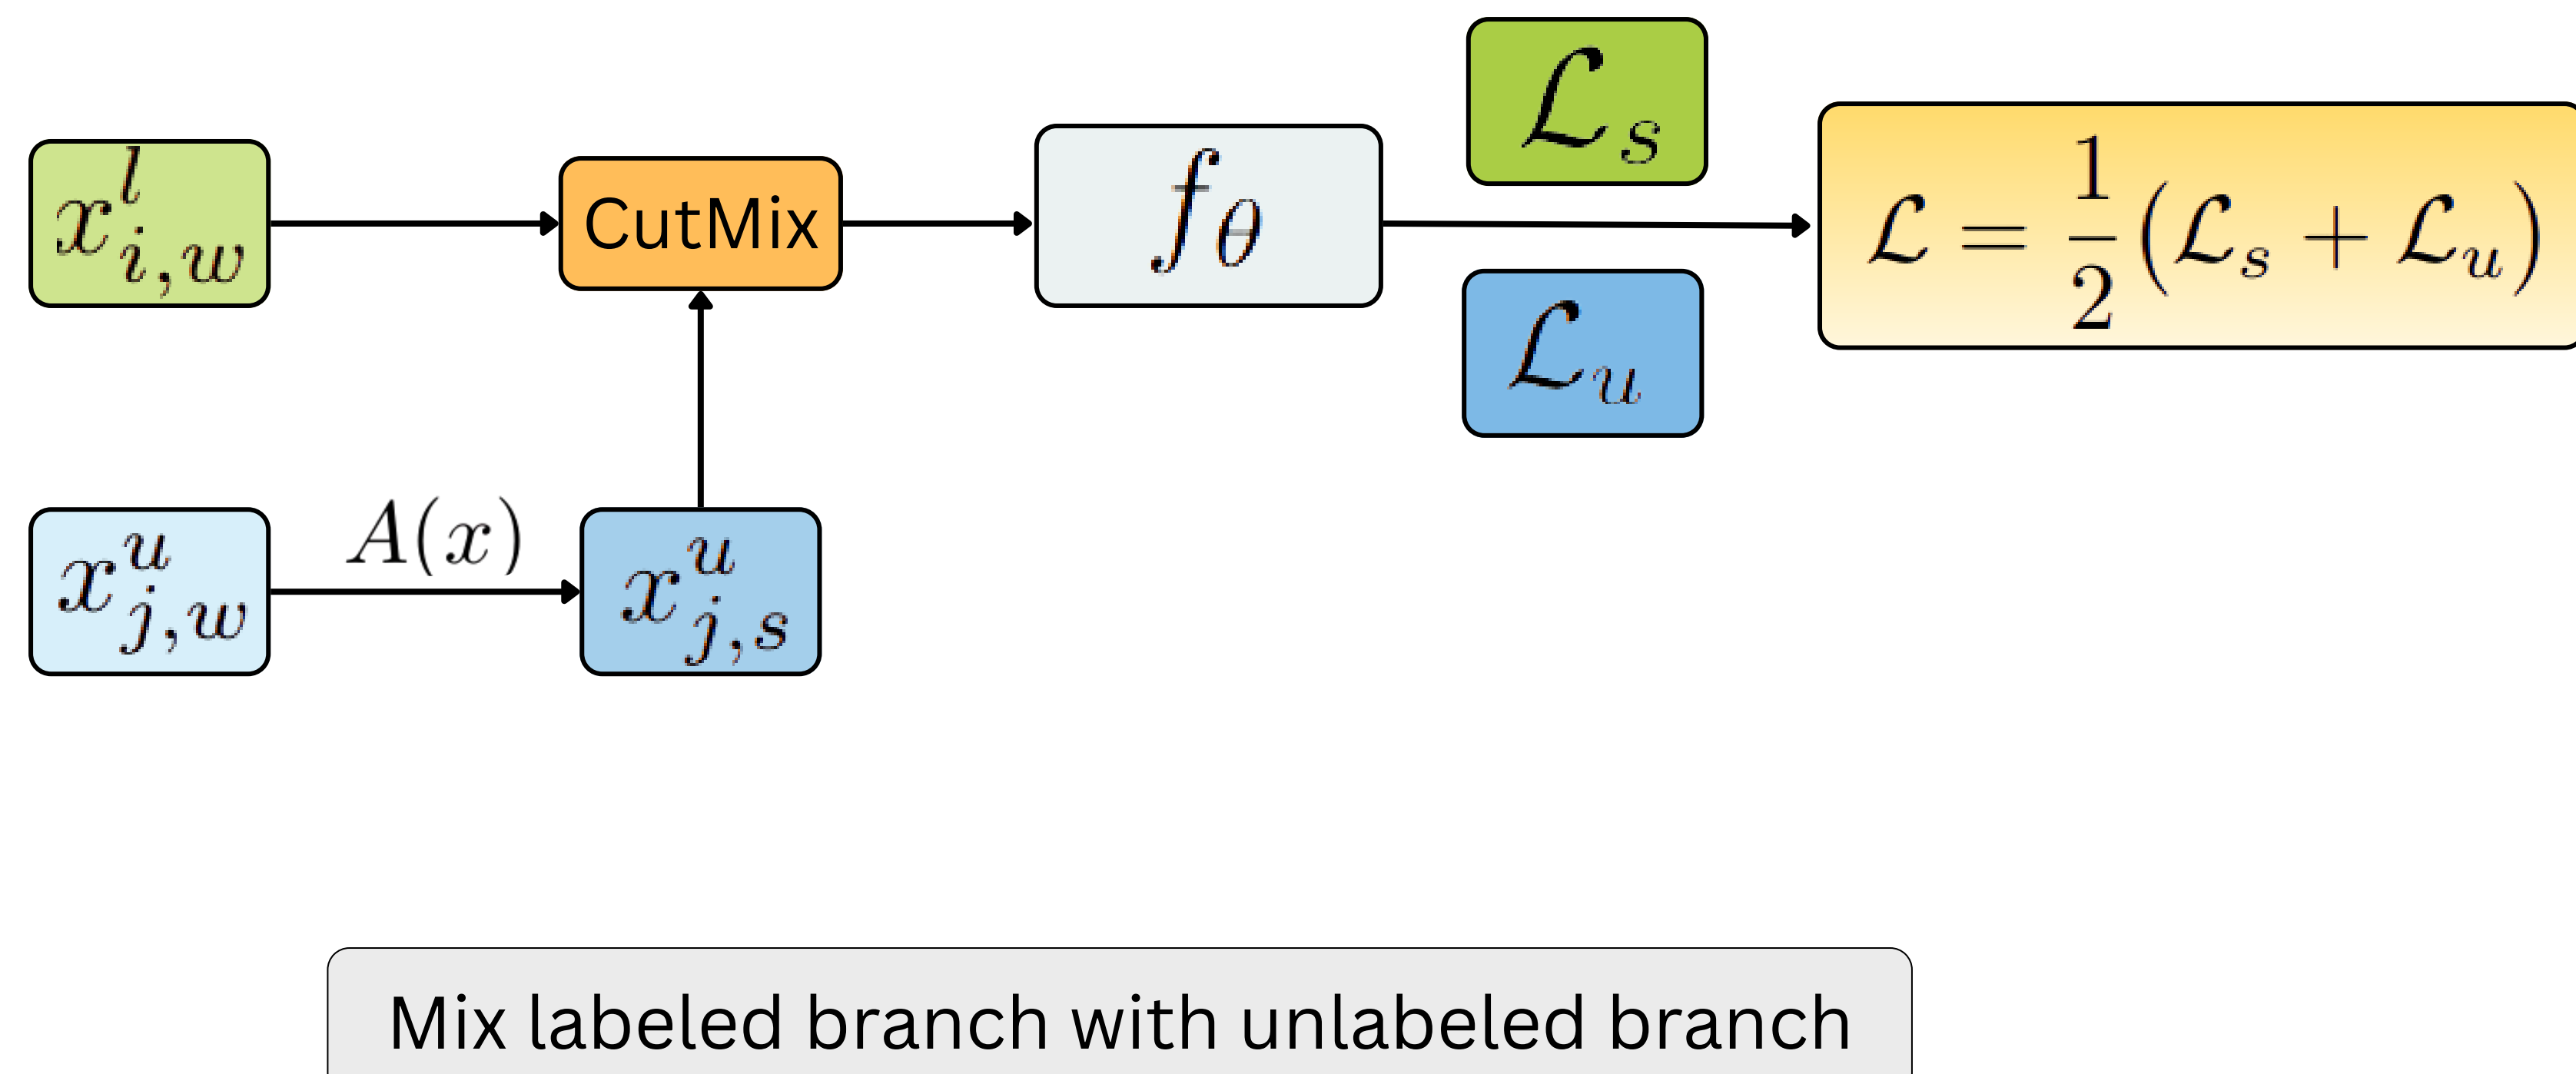 x^l_{i,w}
CutMix
f_θ
ℒ_s
ℒ_u
ℒ = 1/2 (ℒ_s + ℒ_u)
x^u_{j,w}
A(x)
x^u_{j,s}
Mix labeled branch with unlabeled branch